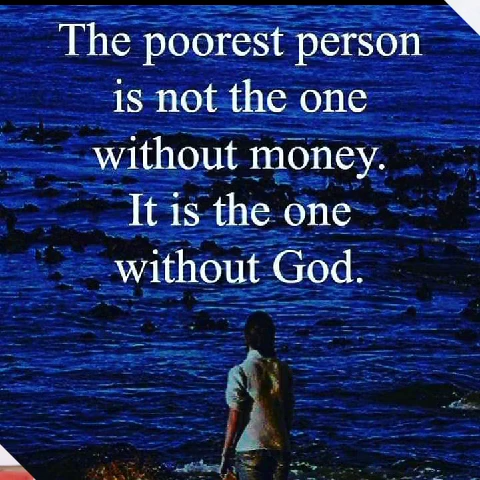 The poorest person
is not the one
without money.
It is the one
without God.